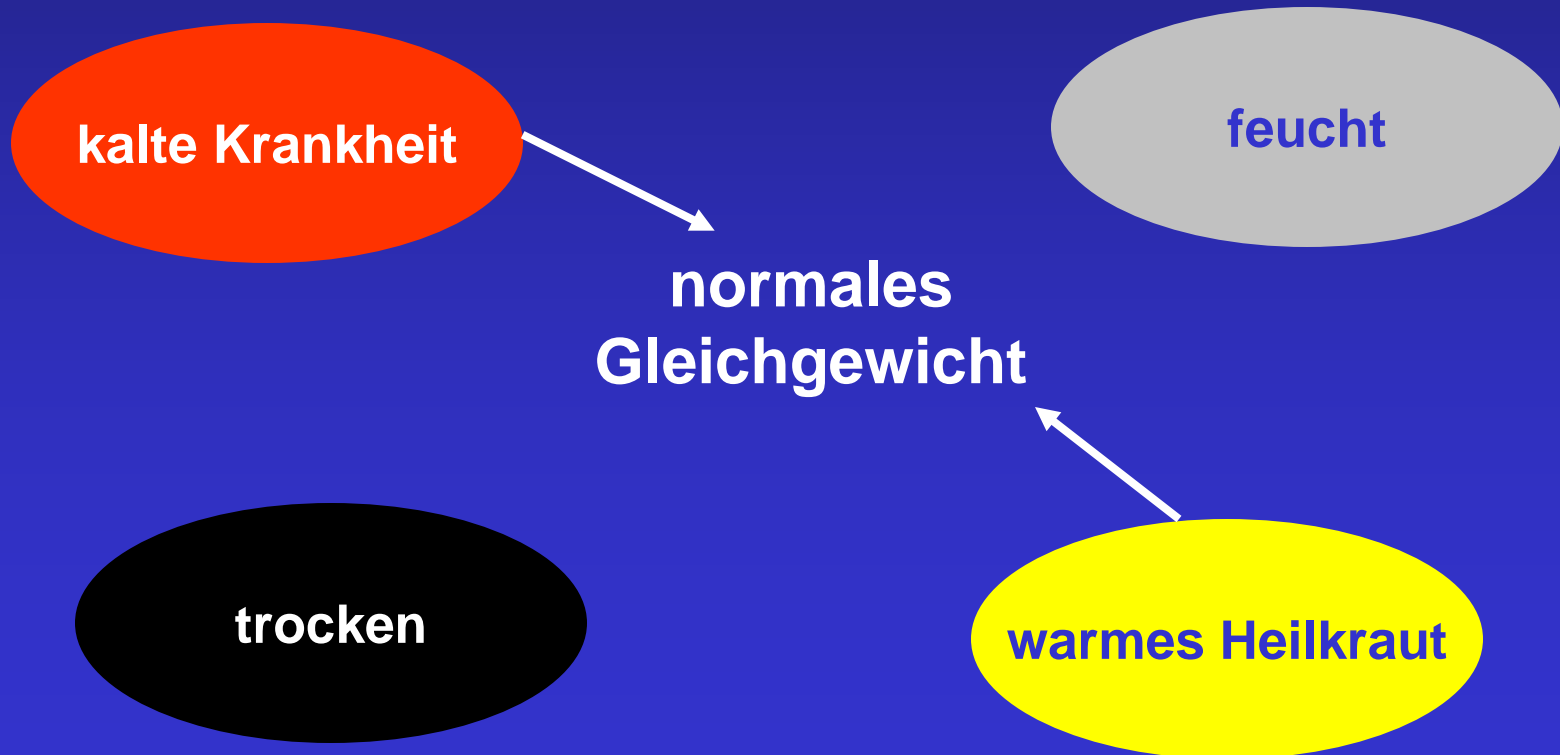 kalte Krankheit
feucht
normales
Gleichgewicht
trocken
warmes Heilkraut